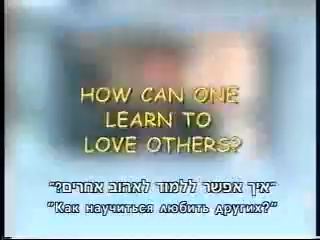 HOW CAN ONE
LEARN TO
LOVE OTHERS?
"איך אפשר ללמוד לאהוב אחרים?"
"Как научиться любить других?"